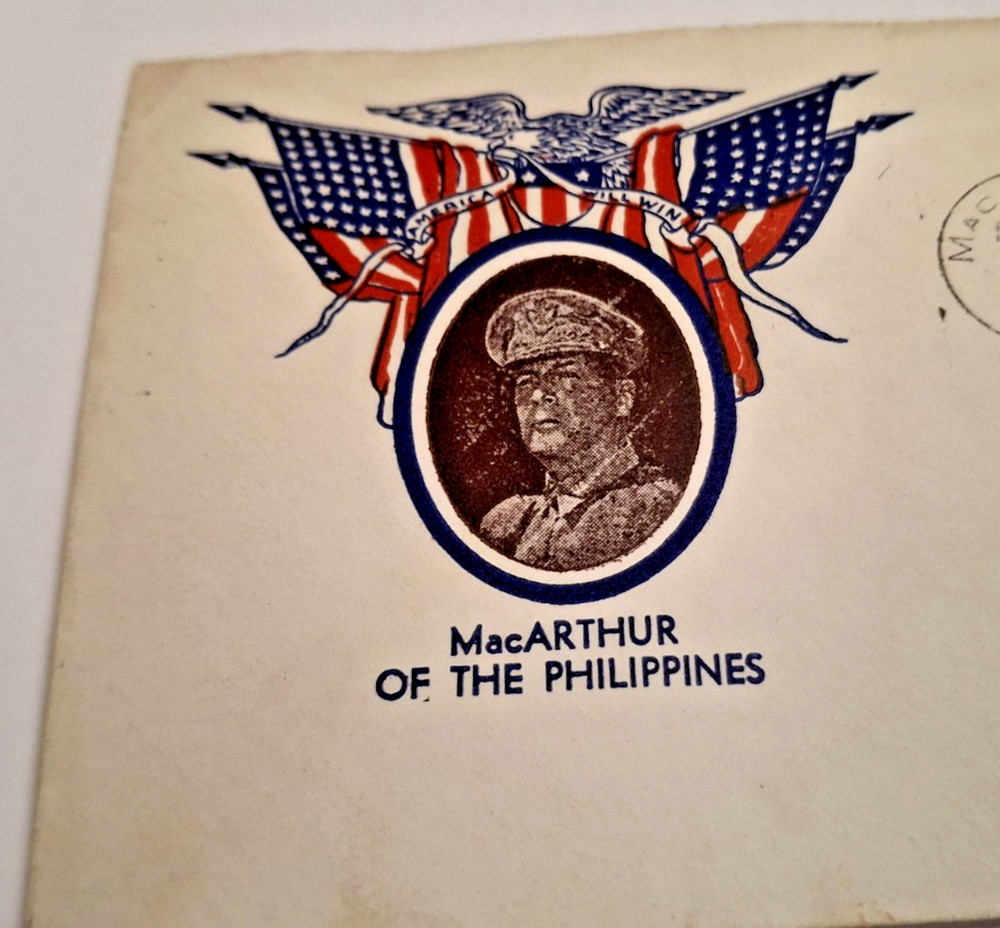 AMERICA WILL WIN
MAC
MacARTHUR
OF THE PHILIPPINES